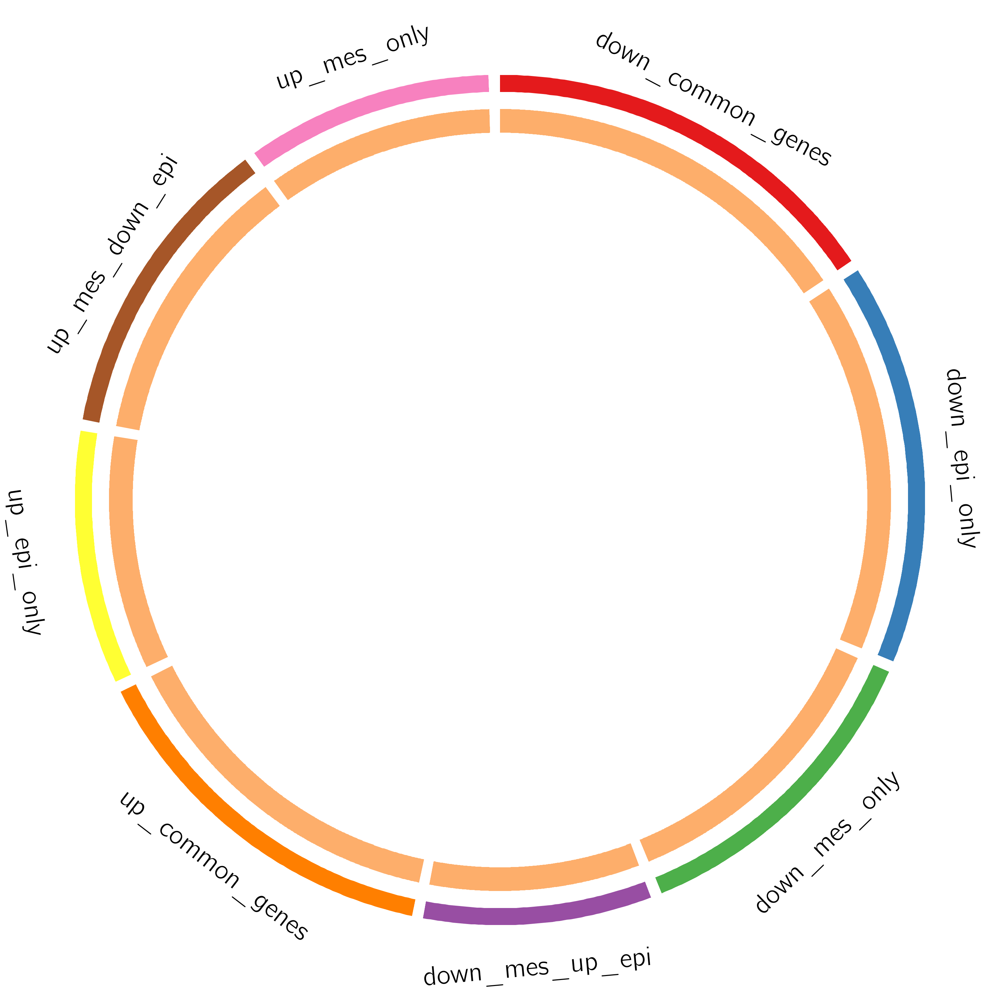 down_common_genes
down_epi_only
down_mes_only
down_mes_up_epi
up_common_genes
up_epi_only
up_mes_down_epi
up_mes_only